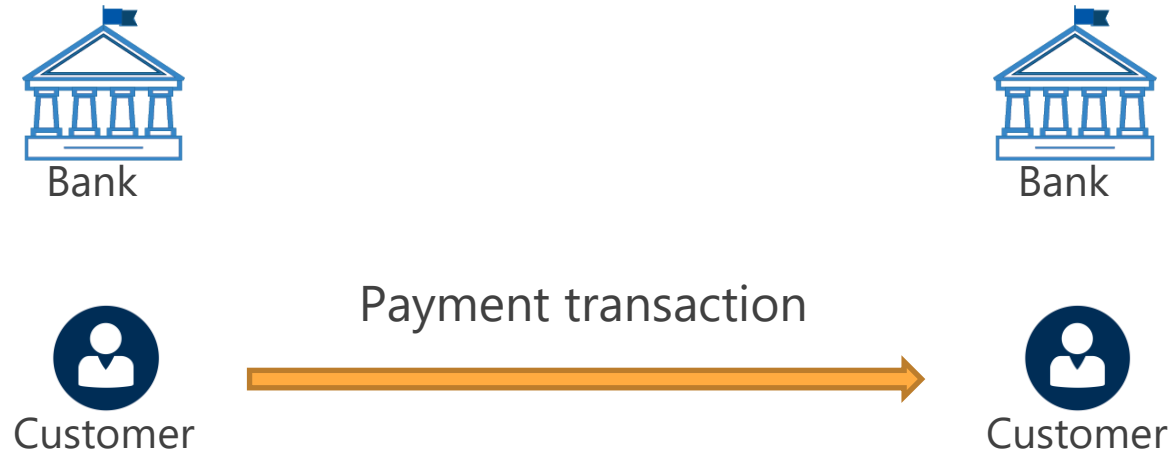 Bank
Bank
Payment transaction
Customer
Customer